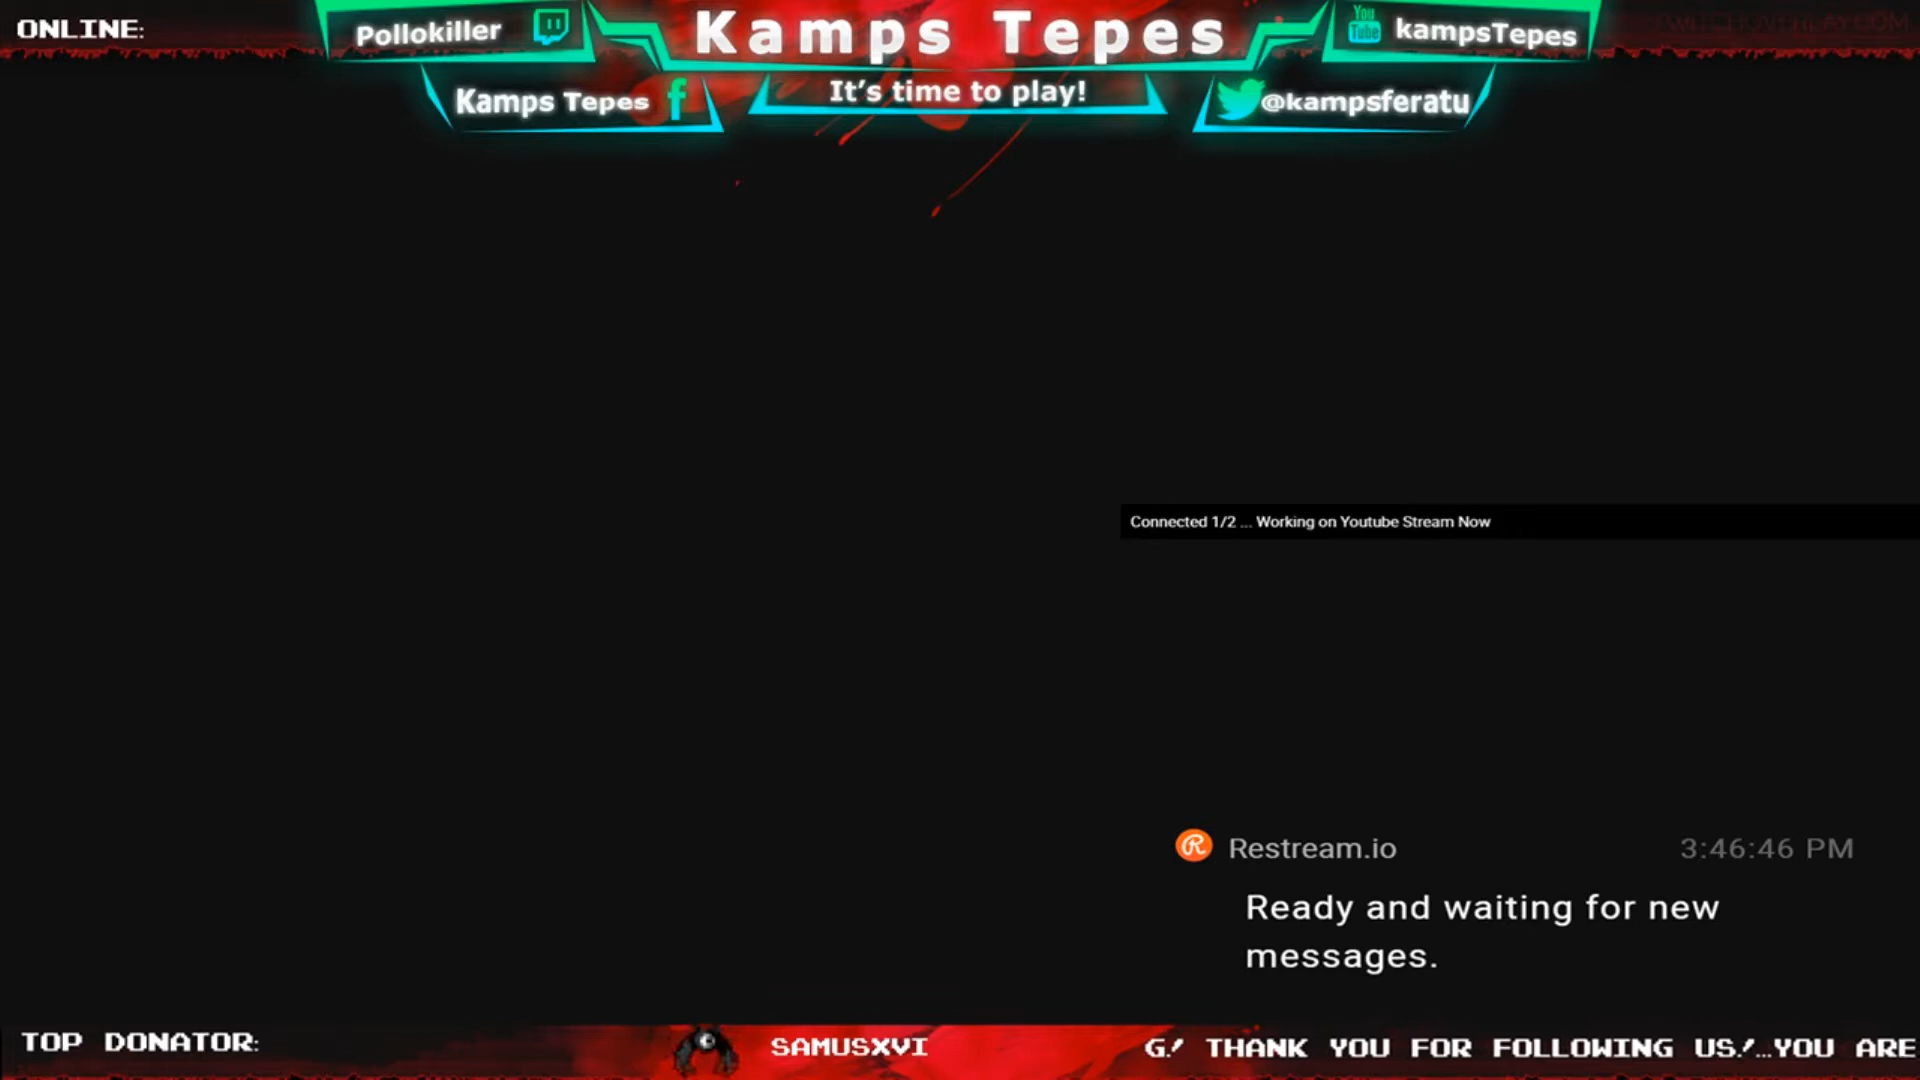 ONLINE:
Pollokiller
Kamps Tepes
You Tube
kampsTepes
Kamps Tepes f
It's time to play!
@kampsferatu
Connected 1/2 ... Working on Youtube Stream Now
Restream.io
3:46:46 PM
Ready and waiting for new
messages.
TOP DONATOR:
SAMUSXVI
G! THANK YOU FOR FOLLOWING US!...YOU ARE